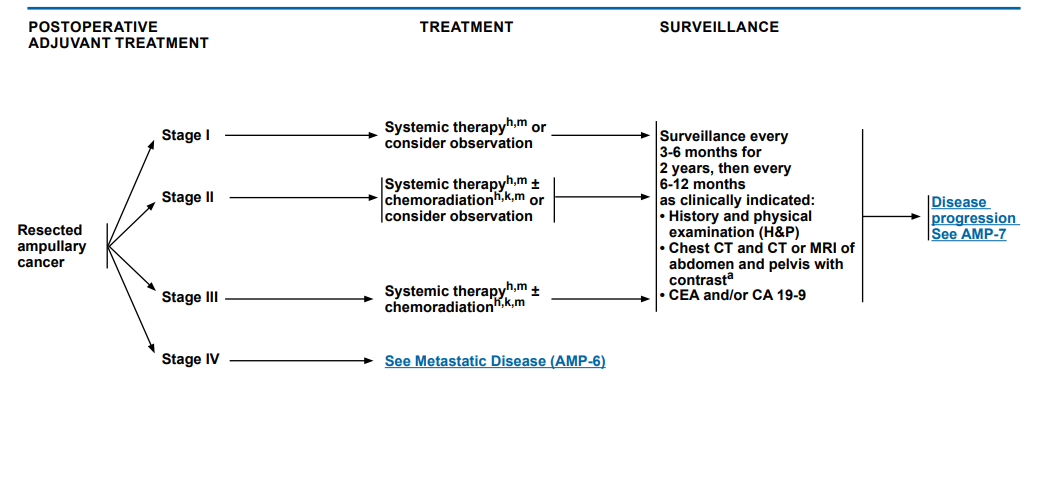 POSTOPERATIVE
ADJUVANT TREATMENT
TREATMENT
SURVEILLANCE
Resected
ampullary
cancer
Stage I
Systemic therapyh,m or
consider observation
Stage II
Systemic therapyh,m ±
chemoradiationh,k,m or
consider observation
Stage III
Systemic therapyh,m ±
chemoradiationh,k,m
Stage IV
See Metastatic Disease (AMP-6)
Surveillance every
3-6 months for
2 years, then every
6-12 months
as clinically indicated:
• History and physical
examination (H&P)
• Chest CT and CT or MRI of
abdomen and pelvis with
contrasta
• CEA and/or CA 19-9
Disease
progression
See AMP-7